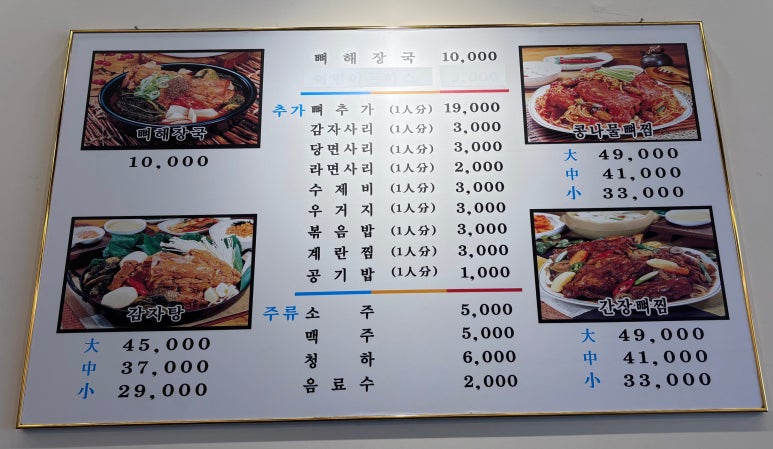 뼈해장국
10,000
감자탕
大 45,000
中 37,000
小 29,000
뼈해장국 10,000
추가 뼈추가 (1人分) 19,000
감자사리 (1人分) 3,000
당면사리 (1人分) 3,000
라면사리 (1人分) 2,000
수제비 (1人分) 3,000
우거지 (1人分) 3,000
볶음밥 (1人分) 3,000
계란찜 (1人分) 3,000
공기밥 (1人分) 1,000
주류 소주 5,000
맥주 5,000
청하 6,000
음료수 2,000
콩나물뼈찜
大 49,000
中 41,000
小 33,000
간장뼈찜
大 49,000
中 41,000
小 33,000